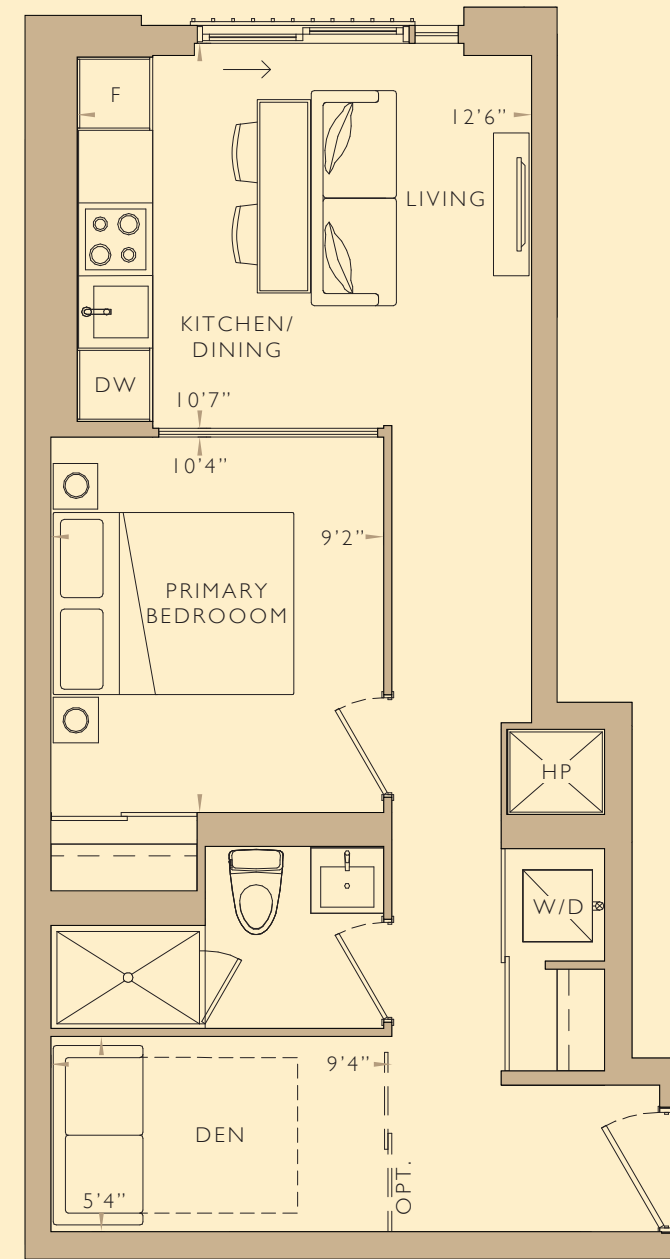 F
12'6"
LIVING
KITCHEN/
DINING
DW
10'7"
10'4"
9'2"
PRIMARY
BEDROOOM
HP
W/D
9'4"
DEN
OPT.
5'4"